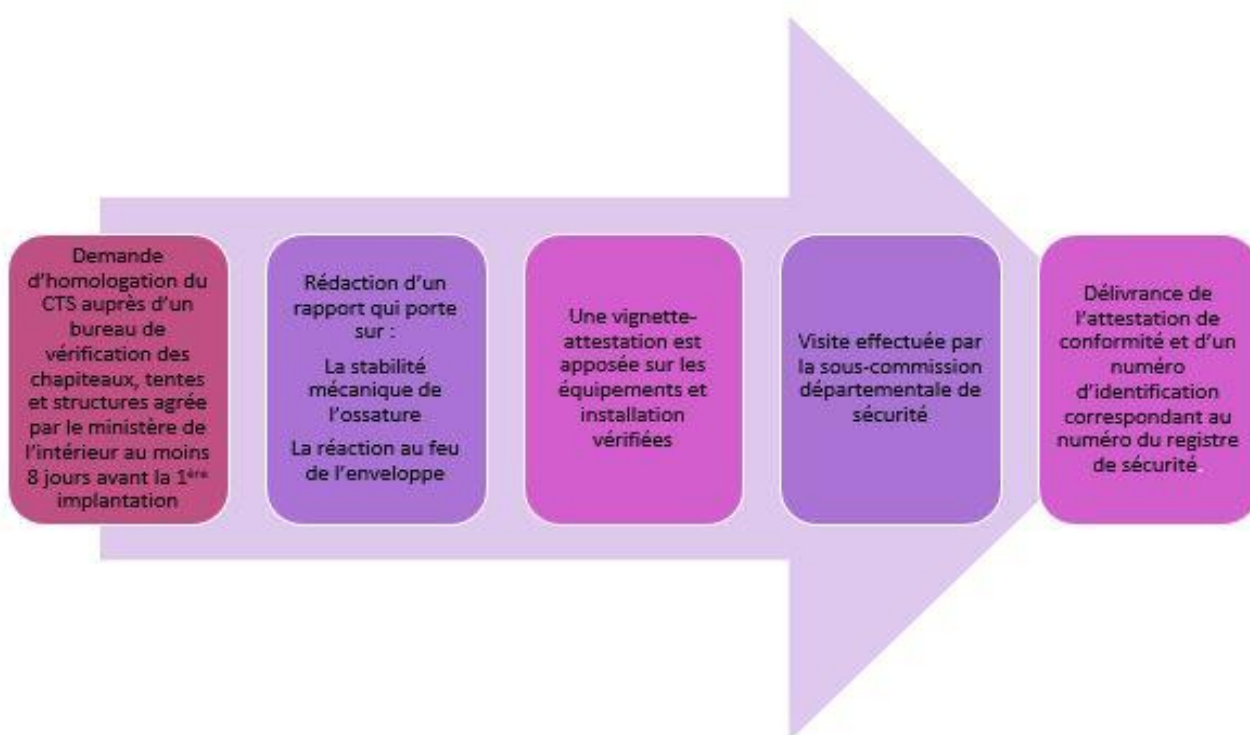 Demande
d'homologation du
CTS auprès d'un
bureau de
vérification des
chapiteaux, tentes
et structures agrée
par le ministère de
l'intérieur au moins
8 jours avant la 1ère
implantation
Rédaction d'un
rapport qui porte
sur :
La stabilité
mécanique de
l'ossature
La réaction au feu
de l'enveloppe
Une vignette-
attestation est
apposée sur les
équipements et
installation
vérifiées
Visite effectuée par
la sous-commission
départementale de
sécurité
Délivrance de
l'attestation de
conformité et d'un
numéro
d'identification
correspondant au
numéro du registre
de sécurité.